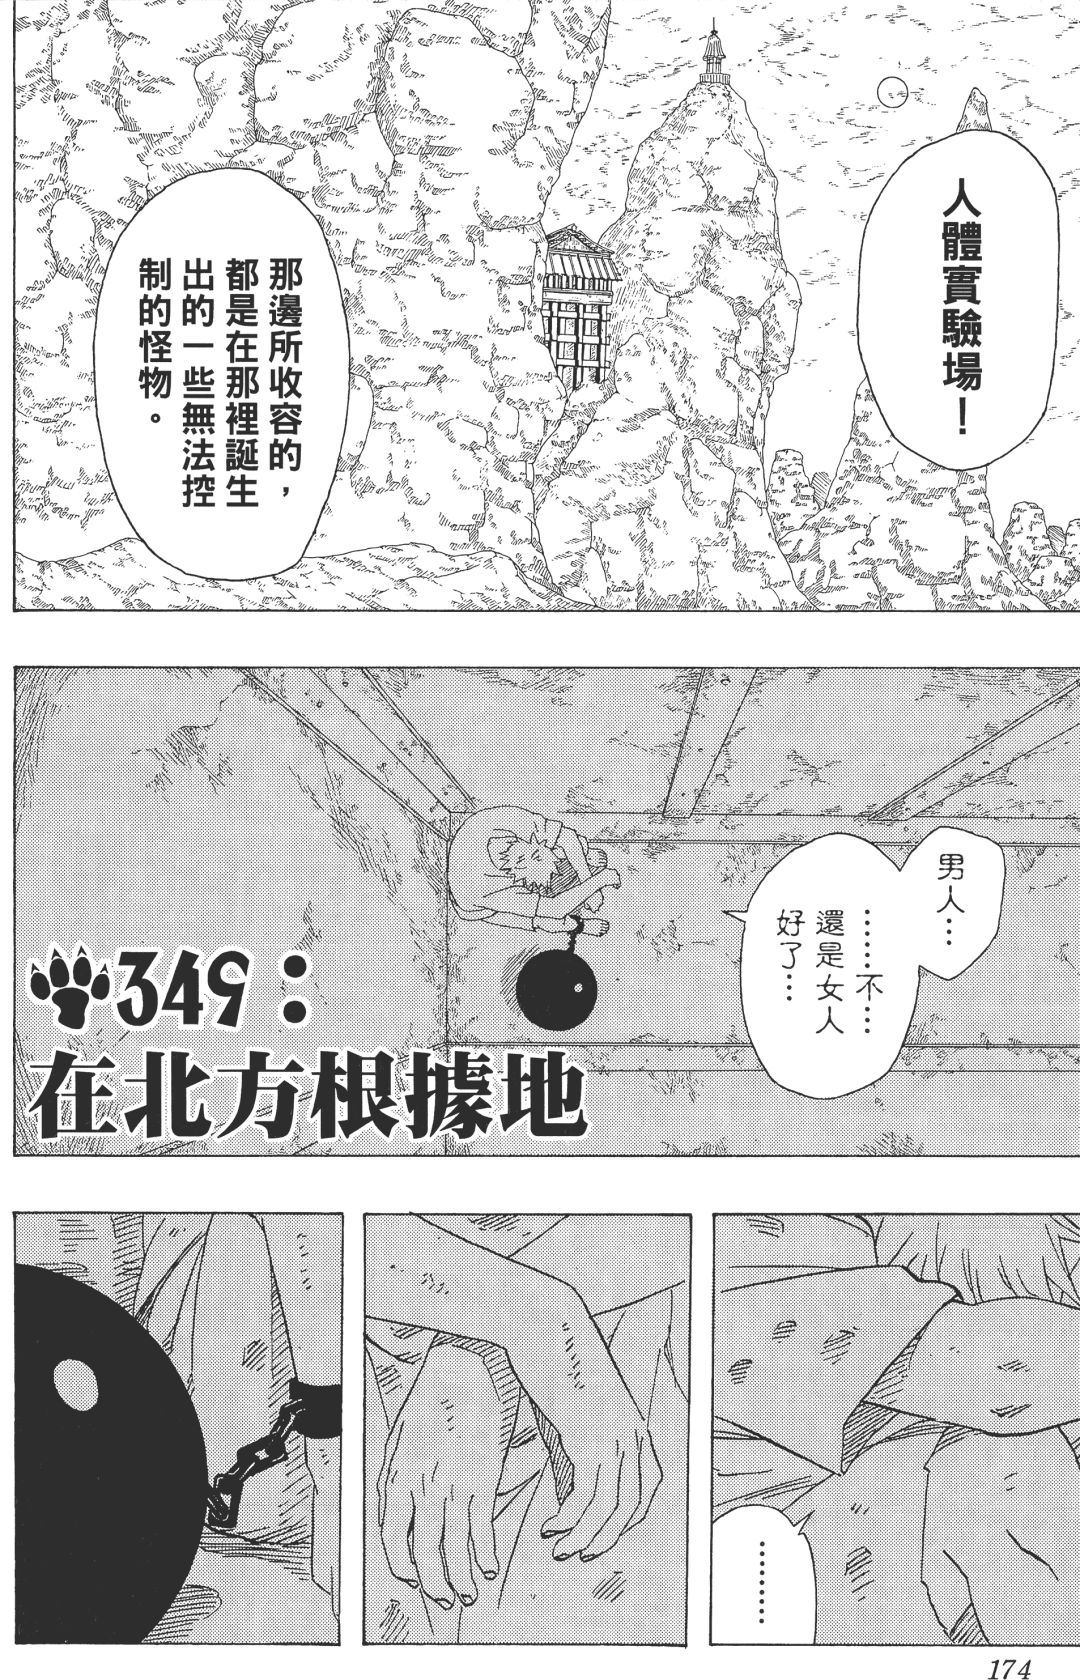 人體實驗場！
那邊所收容的，
都是在那裡誕生
出的一些無法控
制的怪物。
男人…
……不…
還是女人
好了…
349：
在北方根據地
………
174